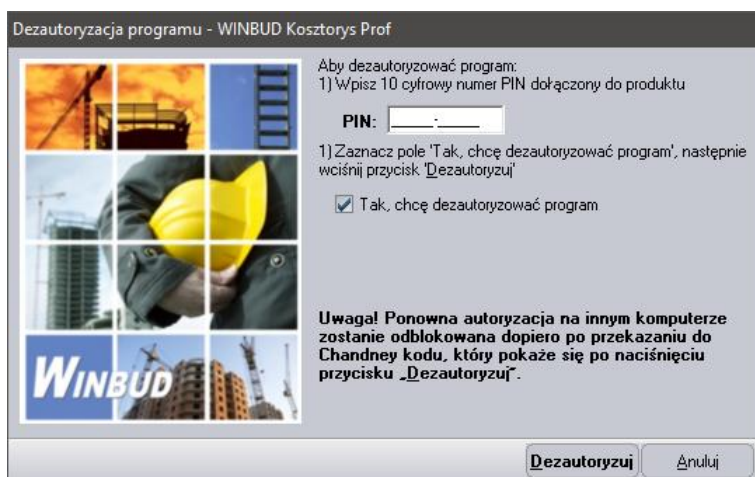 Dezautoryzacja programu - WINBUD Kosztorys Prof
Aby dezautoryzować program:
1) Wpisz 10 cyfrowy numer PIN dołączony do produktu
PIN: _____-_____
1) Zaznacz pole 'Tak, chcę dezautoryzować program', następnie
wciśnij przycisk 'Dezautoryzuj'
Tak, chcę dezautoryzować program
Uwaga! Ponowna autoryzacja na innym komputerze
zostanie odblokowana dopiero po przekazaniu do
Chandney kodu, który pokaże się po naciśnięciu
przycisku „Dezautoryzuj”.
WINBUD
Dezautoryzuj
Anuluj